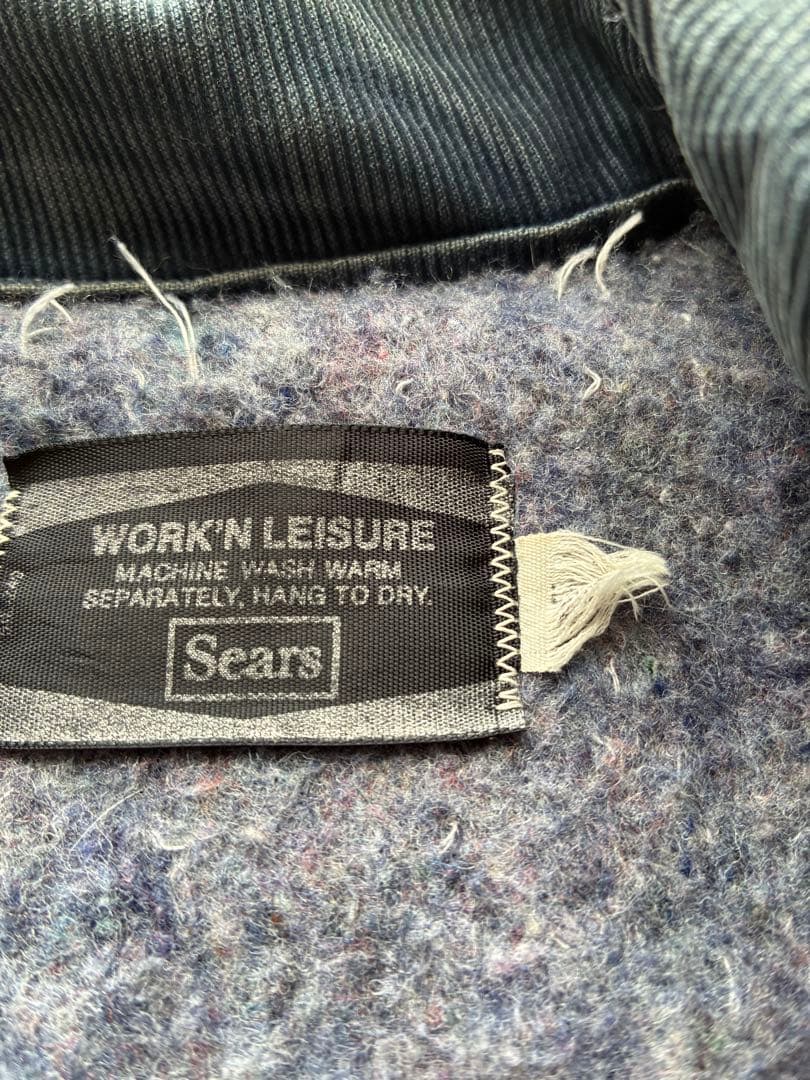 WORK'N LEISURE
MACHINE WASH WARM
SEPARATELY. HANG TO DRY.
Sears